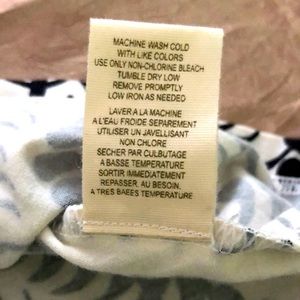 MACHINE WASH COLD
WITH LIKE COLORS
USE ONLY NON-CHLORINE BLEACH
TUMBLE DRY LOW
REMOVE PROMPTLY
LOW IRON AS NEEDED
LAVER A LA MACHINE
A L'EAU FROIDE SEPAREMENT
UTILISER UN JAVELLISANT
NON CHLORE
SECHER PAR CULBUTAGE
A BASSE TEMPERATURE
SORTIR IMMEDIATEMENT
REPASSER, AU BESOIN,
A TRES BAEES TEMPERATURE